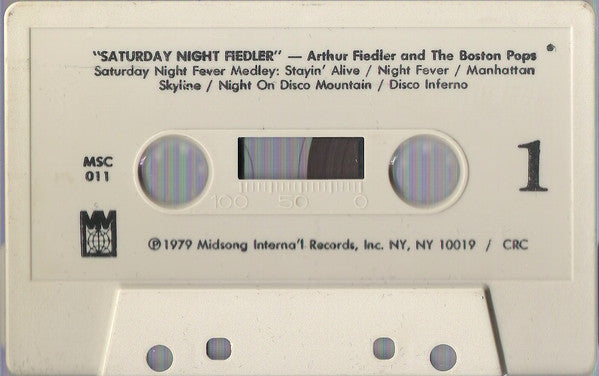 "SATURDAY NIGHT FIEDLER" — Arthur Fiedler and The Boston Pops
Saturday Night Fever Medley: Stayin' Alive / Night Fever / Manhattan
Skyline / Night On Disco Mountain / Disco Inferno
MSC
011
1
100 50 0
M
℗1979 Midsong Interna'l Records, Inc. NY, NY 10019 / CRC